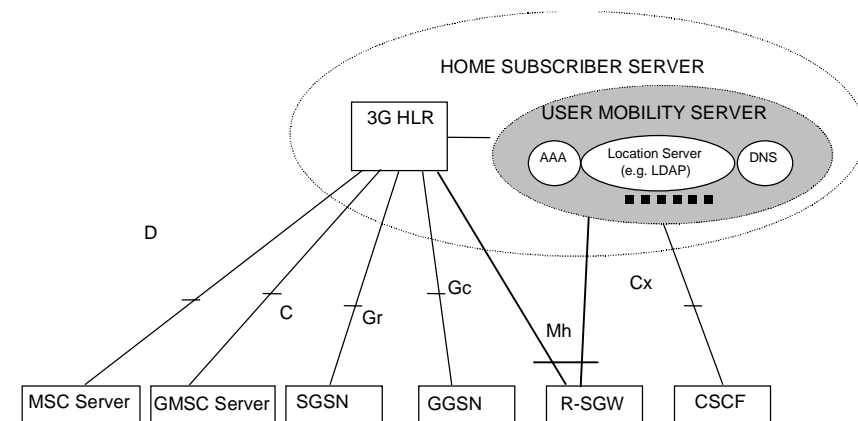 HOME SUBSCRIBER SERVER
3G HLR
USER MOBILITY SERVER
AAA
Location Server
(e.g. LDAP)
DNS
D
C
Gr
Gc
Mh
Cx
MSC Server
GMSC Server
SGSN
GGSN
R-SGW
CSCF